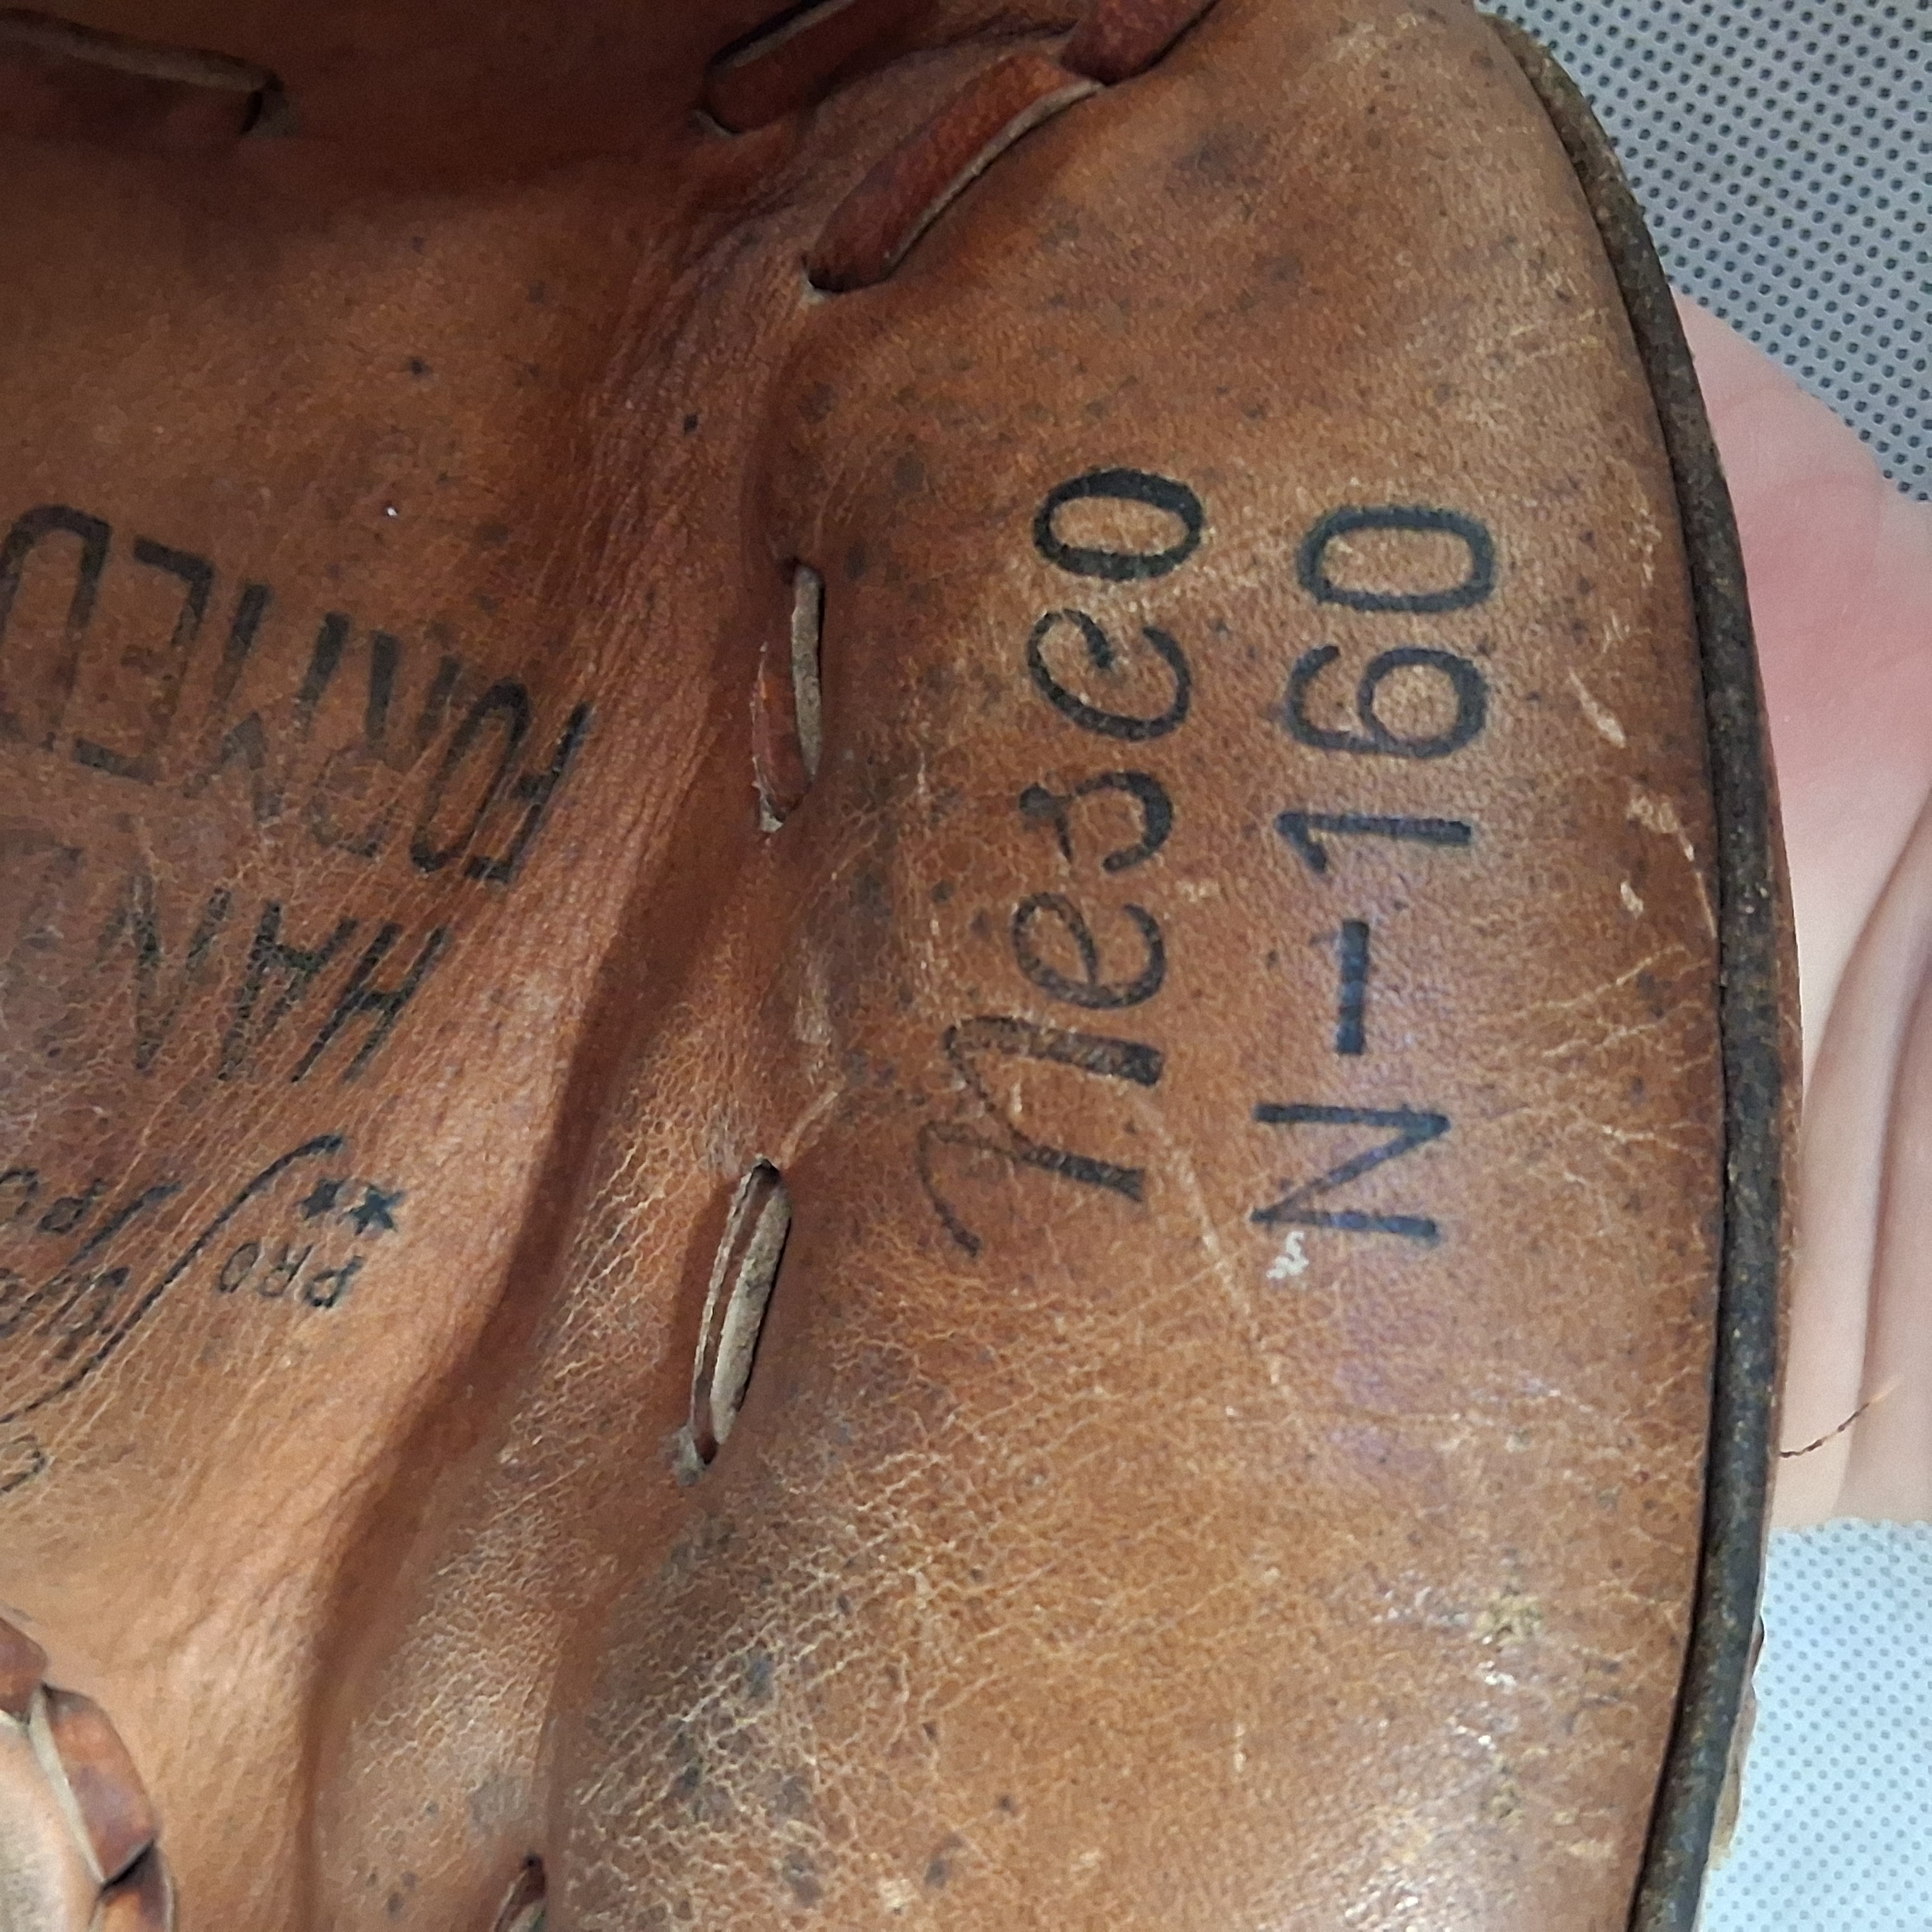 Nesco
N-160
HAN
FORMED
PRO